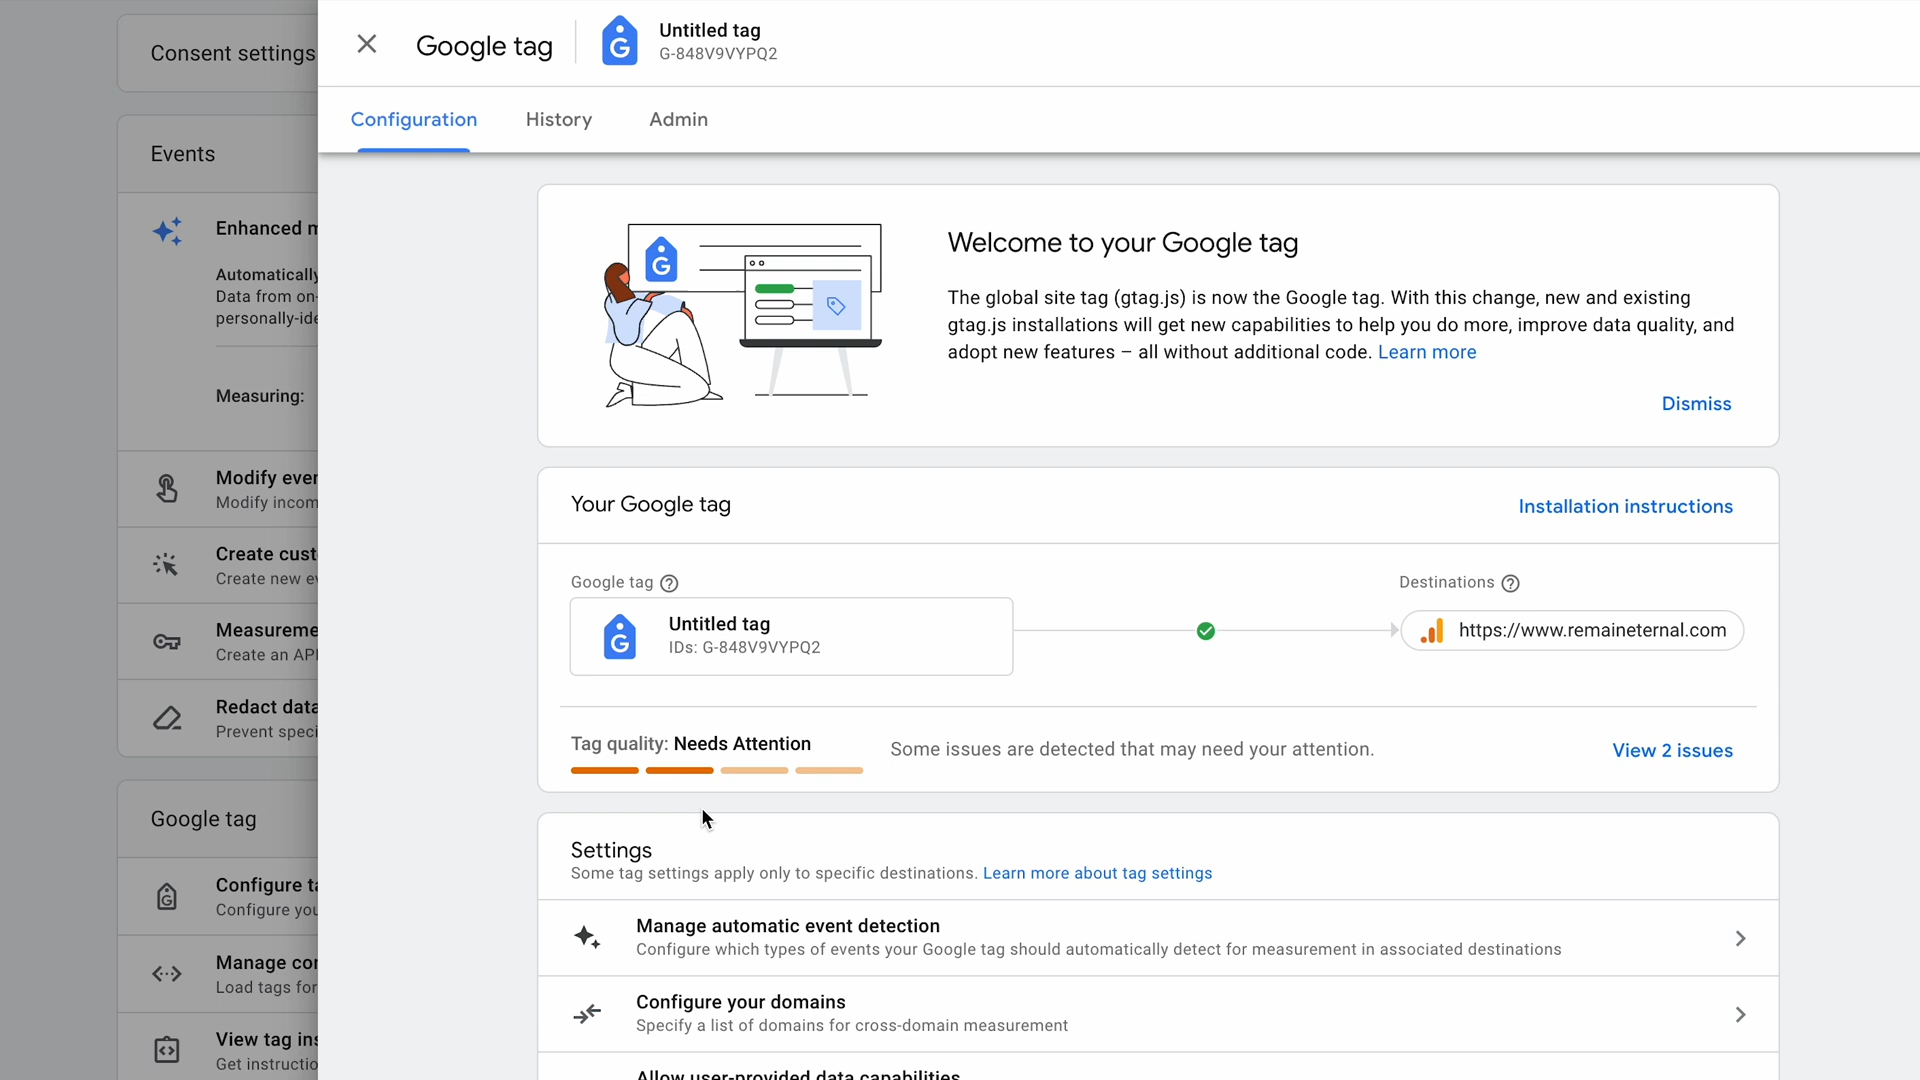 Consent settings
Google tag
Untitled tag
G-848V9VYPQ2
Configuration
History
Admin
Events
Enhanced m
Automatically
Data from on-
personally-ide
Measuring:
Modify ever
Modify incom
Create cust
Create new ev
Measureme
Create an API
Redact data
Prevent speci
Google tag
Configure ta
Configure you
Manage con
Load tags for
View tag ins
Get instructio
Welcome to your Google tag
The global site tag (gtag.js) is now the Google tag. With this change, new and existing
gtag.js installations will get new capabilities to help you do more, improve data quality, and
adopt new features – all without additional code. Learn more
Dismiss
Your Google tag
Installation instructions
Google tag
Destinations
Untitled tag
IDs: G-848V9VYPQ2
https://www.remaineternal.com
Tag quality: Needs Attention
Some issues are detected that may need your attention.
View 2 issues
Settings
Some tag settings apply only to specific destinations. Learn more about tag settings
Manage automatic event detection
Configure which types of events your Google tag should automatically detect for measurement in associated destinations
Configure your domains
Specify a list of domains for cross-domain measurement
Allow user-provided data capabilities